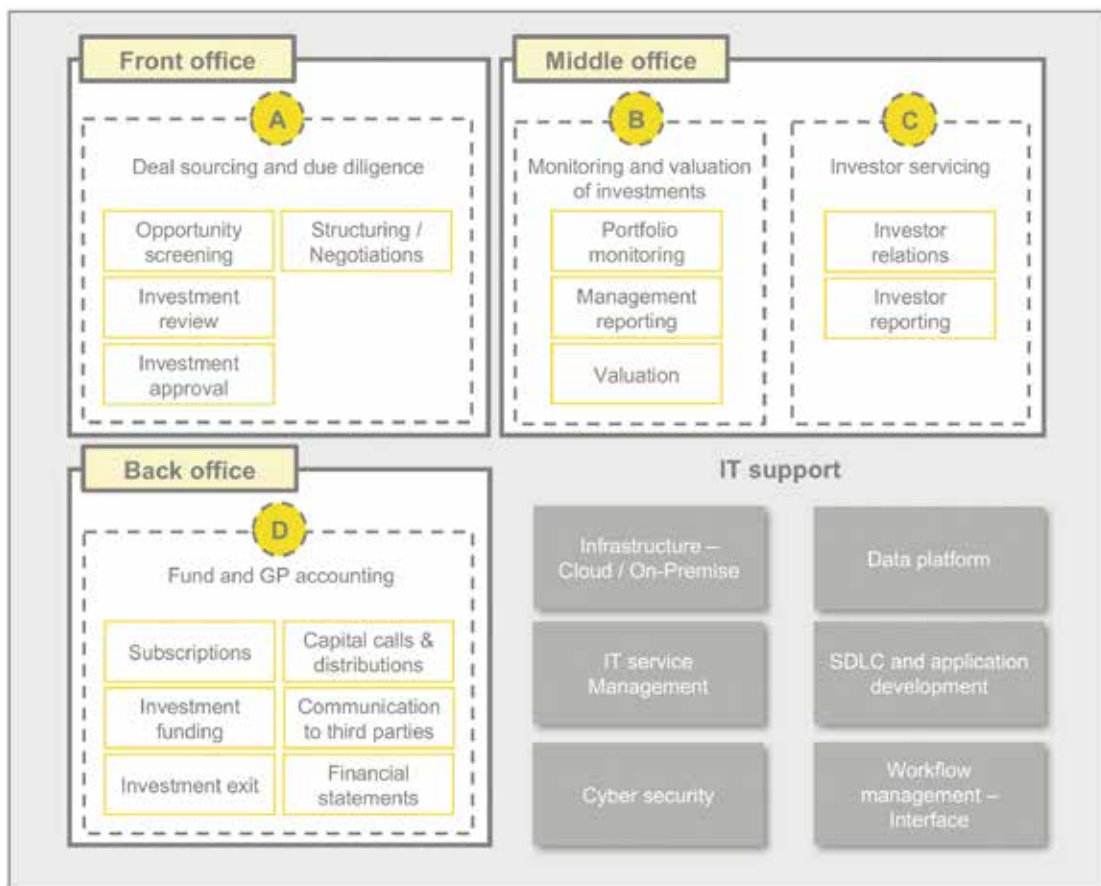 Front office
A
Deal sourcing and due diligence
Opportunity
screening
Structuring /
Negotiations
Investment
review
Investment
approval
Middle office
B
Monitoring and valuation
of investments
Portfolio
monitoring
Management
reporting
Valuation
C
Investor servicing
Investor
relations
Investor
reporting
Back office
D
Fund and GP accounting
Subscriptions
Capital calls &
distributions
Investment
funding
Communication
to third parties
Investment exit
Financial
statements
IT support
Infrastructure –
Cloud / On-Premise
Data platform
IT service
Management
SDLC and application
development
Cyber security
Workflow
management –
Interface